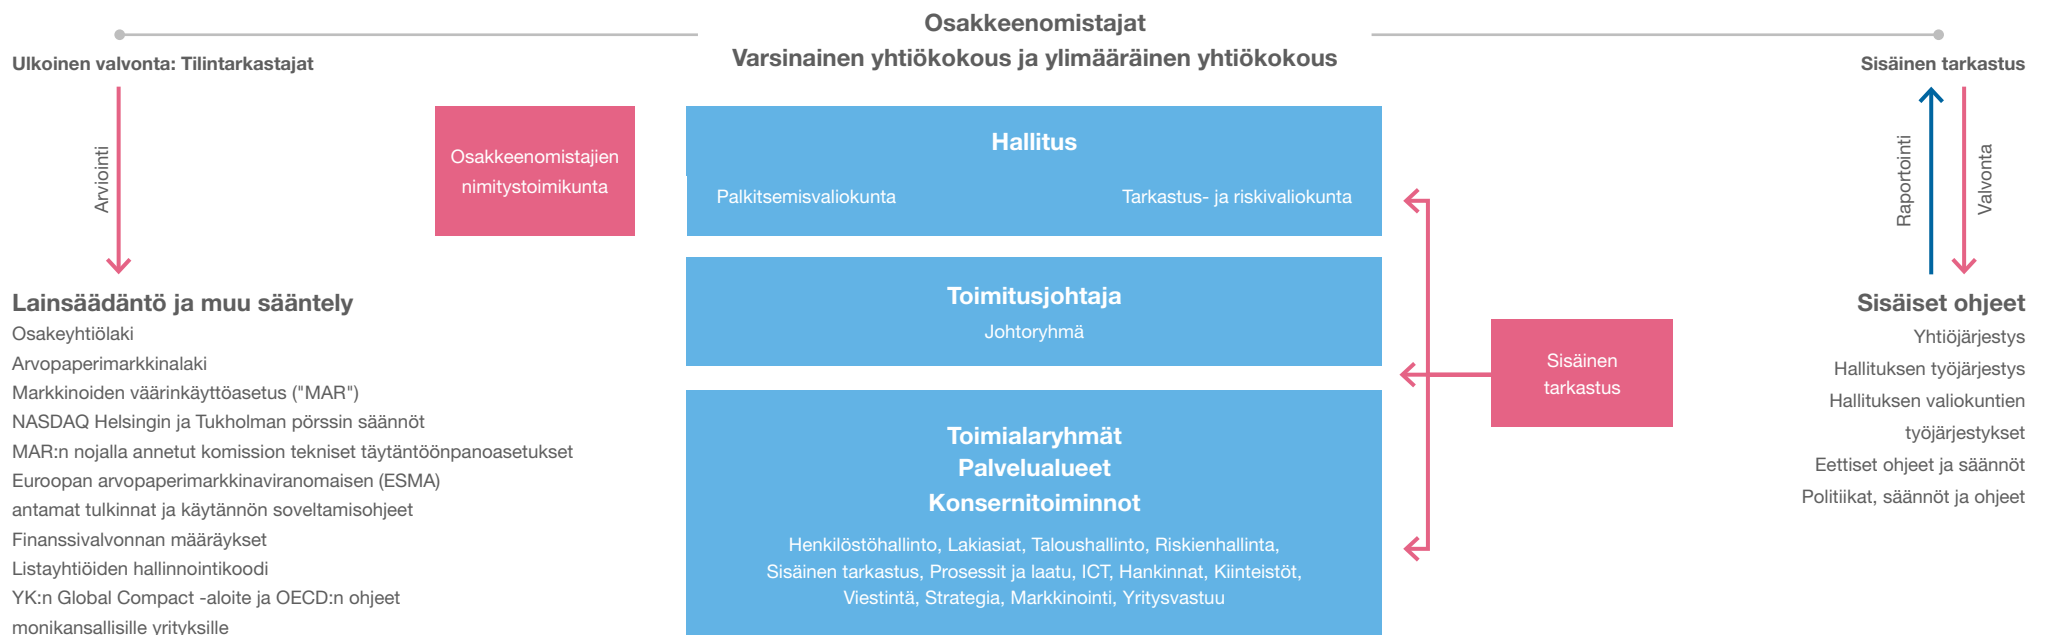 Osakkeenomistajat
Varsinainen yhtiökokous ja ylimääräinen yhtiökokous
Ulkoinen valvonta: Tilintarkastajat
Arviointi
Lainsäädäntö ja muu sääntely
Osakeyhtiölaki
Arvopaperimarkkinalaki
Markkinoiden väärinkäyttöasetus ("MAR")
NASDAQ Helsingin ja Tukholman pörssin säännöt
MAR:n nojalla annetut komission tekniset täytäntöönpanoasetukset
Euroopan arvopaperimarkkinaviranomaisen (ESMA)
antamat tulkinnat ja käytännön soveltamisohjeet
Finanssivalvonnan määräykset
Listayhtiöiden hallinnointikoodi
YK:n Global Compact -aloite ja OECD:n ohjeet
monikansallisille yrityksille
Osakkeenomistajien
nimitystoimikunta
Hallitus
Palkitsemisvaliokunta
Tarkastus- ja riskivaliokunta
Toimitusjohtaja
Johtoryhmä
Toimialaryhmät
Palvelualueet
Konsernitoiminnot
Henkilöstöhallinto, Lakiasiat, Taloushallinto, Riskienhallinta,
Sisäinen tarkastus, Prosessit ja laatu, ICT, Hankinnat, Kiinteistöt,
Viestintä, Strategia, Markkinointi, Yritysvastuu
Sisäinen
tarkastus
Sisäinen tarkastus
Raportointi
Valvonta
Sisäiset ohjeet
Yhtiöjärjestys
Hallituksen työjärjestys
Hallituksen valiokuntien
työjärjestykset
Eettiset ohjeet ja säännöt
Politiikat, säännöt ja ohjeet